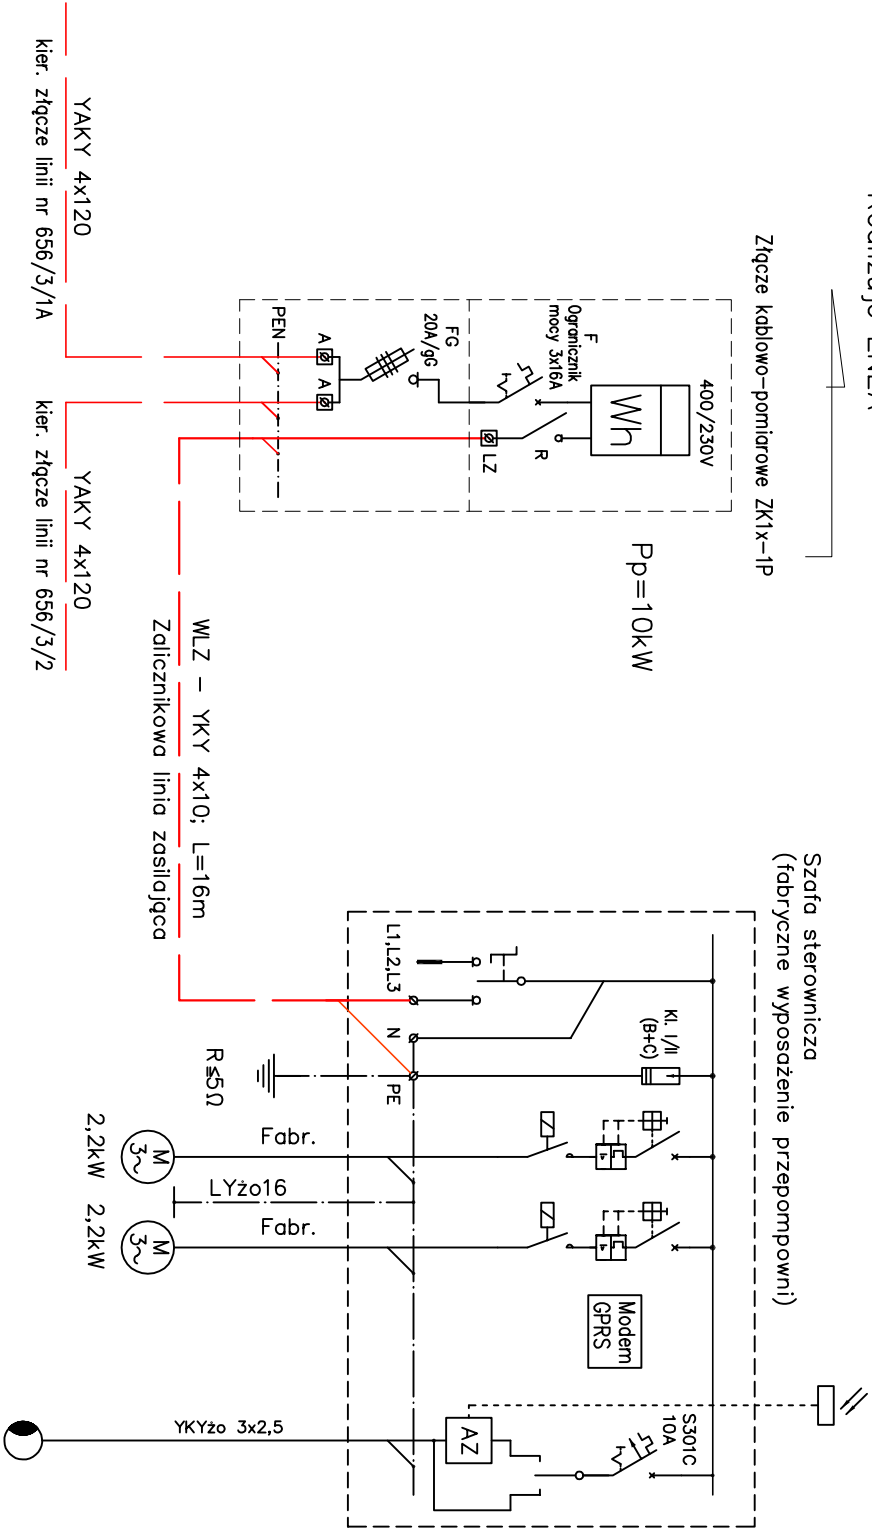 Złącze kablowo-pomiarowe ZK1x-1P
400/230V
Wh
F
Ogranicznik
mocy 3x16A
R
LZ
FG
20A/gG
A
A
PEN
Pp=10kW
YAKY 4x120
kier. złącze linii nr 656/3/1A
YAKY 4x120
kier. złącze linii nr 656/3/2
WLZ - YKY 4x10; L=16m
Zalicznikowa linia zasilająca
Szafa sterownicza
(fabryczne wyposażenie przepompowni)
L1,L2,L3
N
PE
Kl. I/II
(B+C)
R≤5Ω
Fabr.
LYżo16
Fabr.
M
3~
2,2kW
M
3~
2,2kW
Modem
GPRS
S301C
10A
AZ
YKYżo 3x2,5